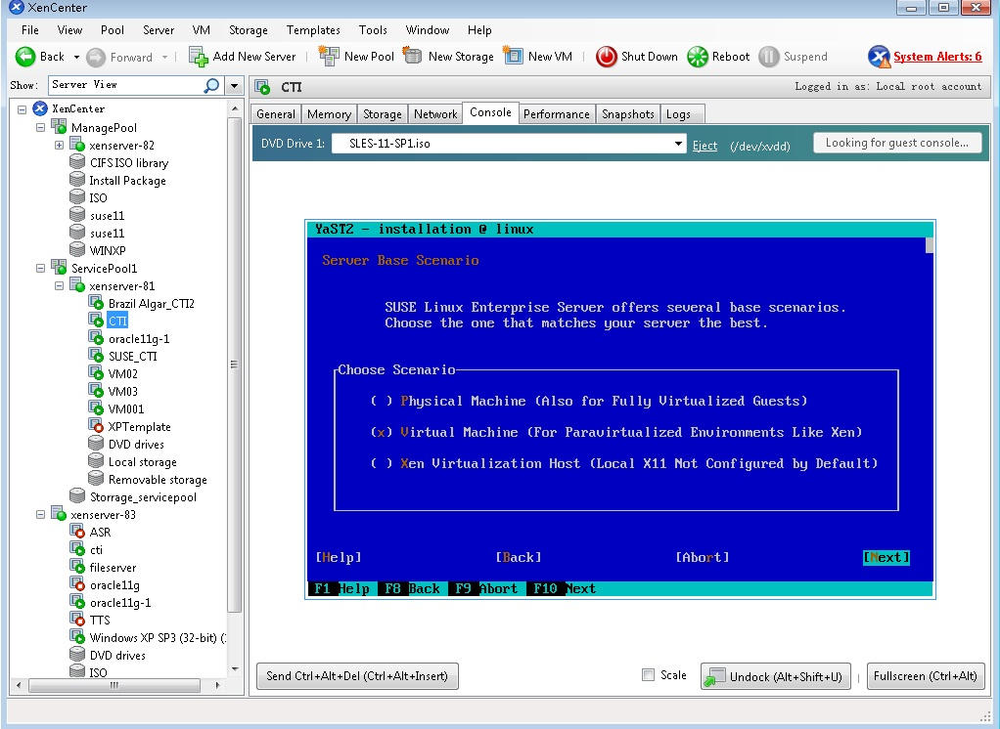 XenCenter
File View Pool Server VM Storage Templates Tools Window Help
Back Forward Add New Server New Pool New Storage New VM Shut Down Reboot Suspend System Alerts: 6
Show: Server View
CTI Logged in as: Local root account
General Memory Storage Network Console Performance Snapshots Logs
DVD Drive 1: SLES-11-SP1.iso Eject (/dev/xvdd) Looking for guest console...
XenCenter
ManagePool
xenserver-82
CIFS ISO library
Install Package
ISO
suse11
suse11
WINXP
ServicePool1
xenserver-81
Brazil Algar_CTI2
CTI
oracle11g-1
SUSE_CTI
VM02
VM03
VM001
XPTemplate
DVD drives
Local storage
Removable storage
Storrage_servicepool
xenserver-83
ASR
cti
fileserver
oracle11g
oracle11g-1
TTS
Windows XP SP3 (32-bit) (
DVD drives
ISO
YaST2 - installation @ linux
Server Base Scenario
SUSE Linux Enterprise Server offers several base scenarios.
Choose the one that matches your server the best.
Choose Scenario
( ) Physical Machine (Also for Fully Virtualized Guests)
(x) Virtual Machine (For Paravirtualized Environments Like Xen)
( ) Xen Virtualization Host (Local X11 Not Configured by Default)
[Help] [Back] [Abort] [Next]
F1 Help F8 Back F9 Abort F10 Next
Send Ctrl+Alt+Del (Ctrl+Alt+Insert) Scale Undock (Alt+Shift+U) Fullscreen (Ctrl+Alt)